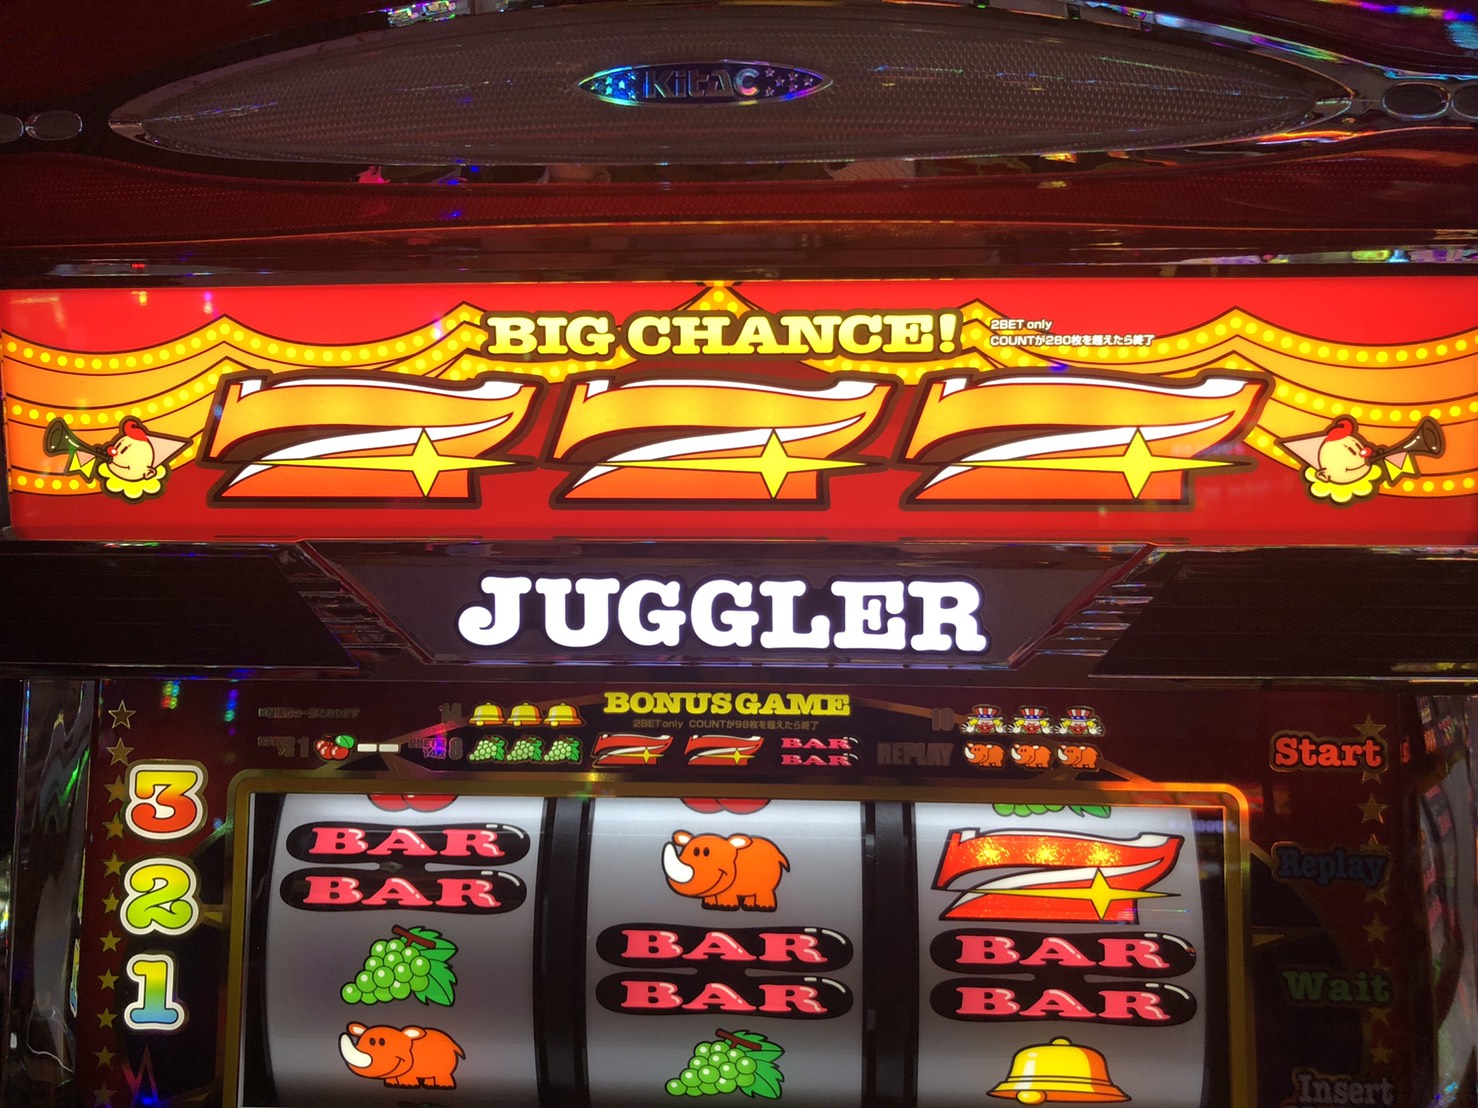 KitAC
BIG CHANCE!
2BET only
COUNTが280枚を超えたら終了
777
JUGGLER
BONUS GAME
2BET only COUNTが98枚を超えたら終了
14
10
1
8
BAR
BAR
REPLAY
Start
Replay
Wait
Insert
3
2
1
BAR
BAR
7
BAR
BAR
BAR
BAR